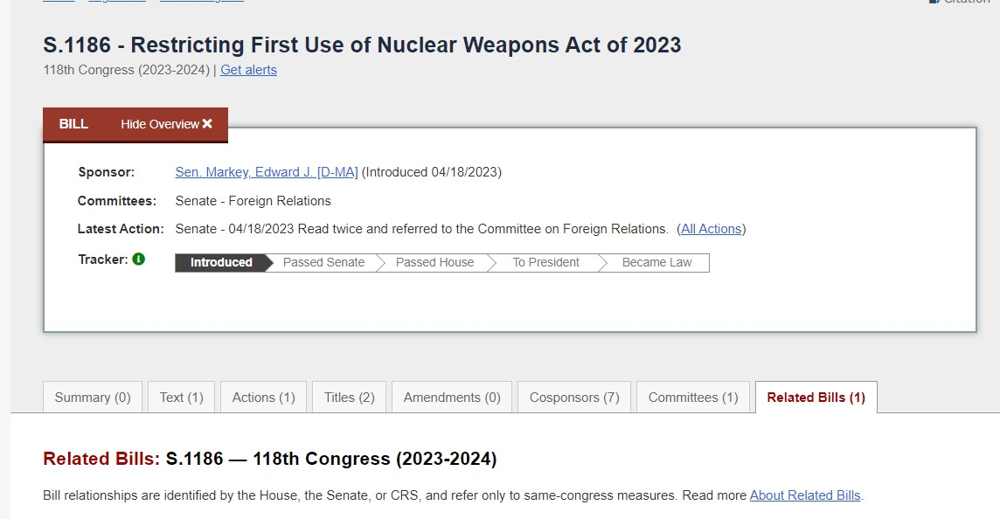 Citation
S.1186 - Restricting First Use of Nuclear Weapons Act of 2023
118th Congress (2023-2024) | Get alerts
BILL Hide Overview ✕
Sponsor: Sen. Markey, Edward J. [D-MA] (Introduced 04/18/2023)
Committees: Senate - Foreign Relations
Latest Action: Senate - 04/18/2023 Read twice and referred to the Committee on Foreign Relations. (All Actions)
Tracker: Introduced Passed Senate Passed House To President Became Law
Summary (0) Text (1) Actions (1) Titles (2) Amendments (0) Cosponsors (7) Committees (1) Related Bills (1)
Related Bills: S.1186 — 118th Congress (2023-2024)
Bill relationships are identified by the House, the Senate, or CRS, and refer only to same-congress measures. Read more About Related Bills.